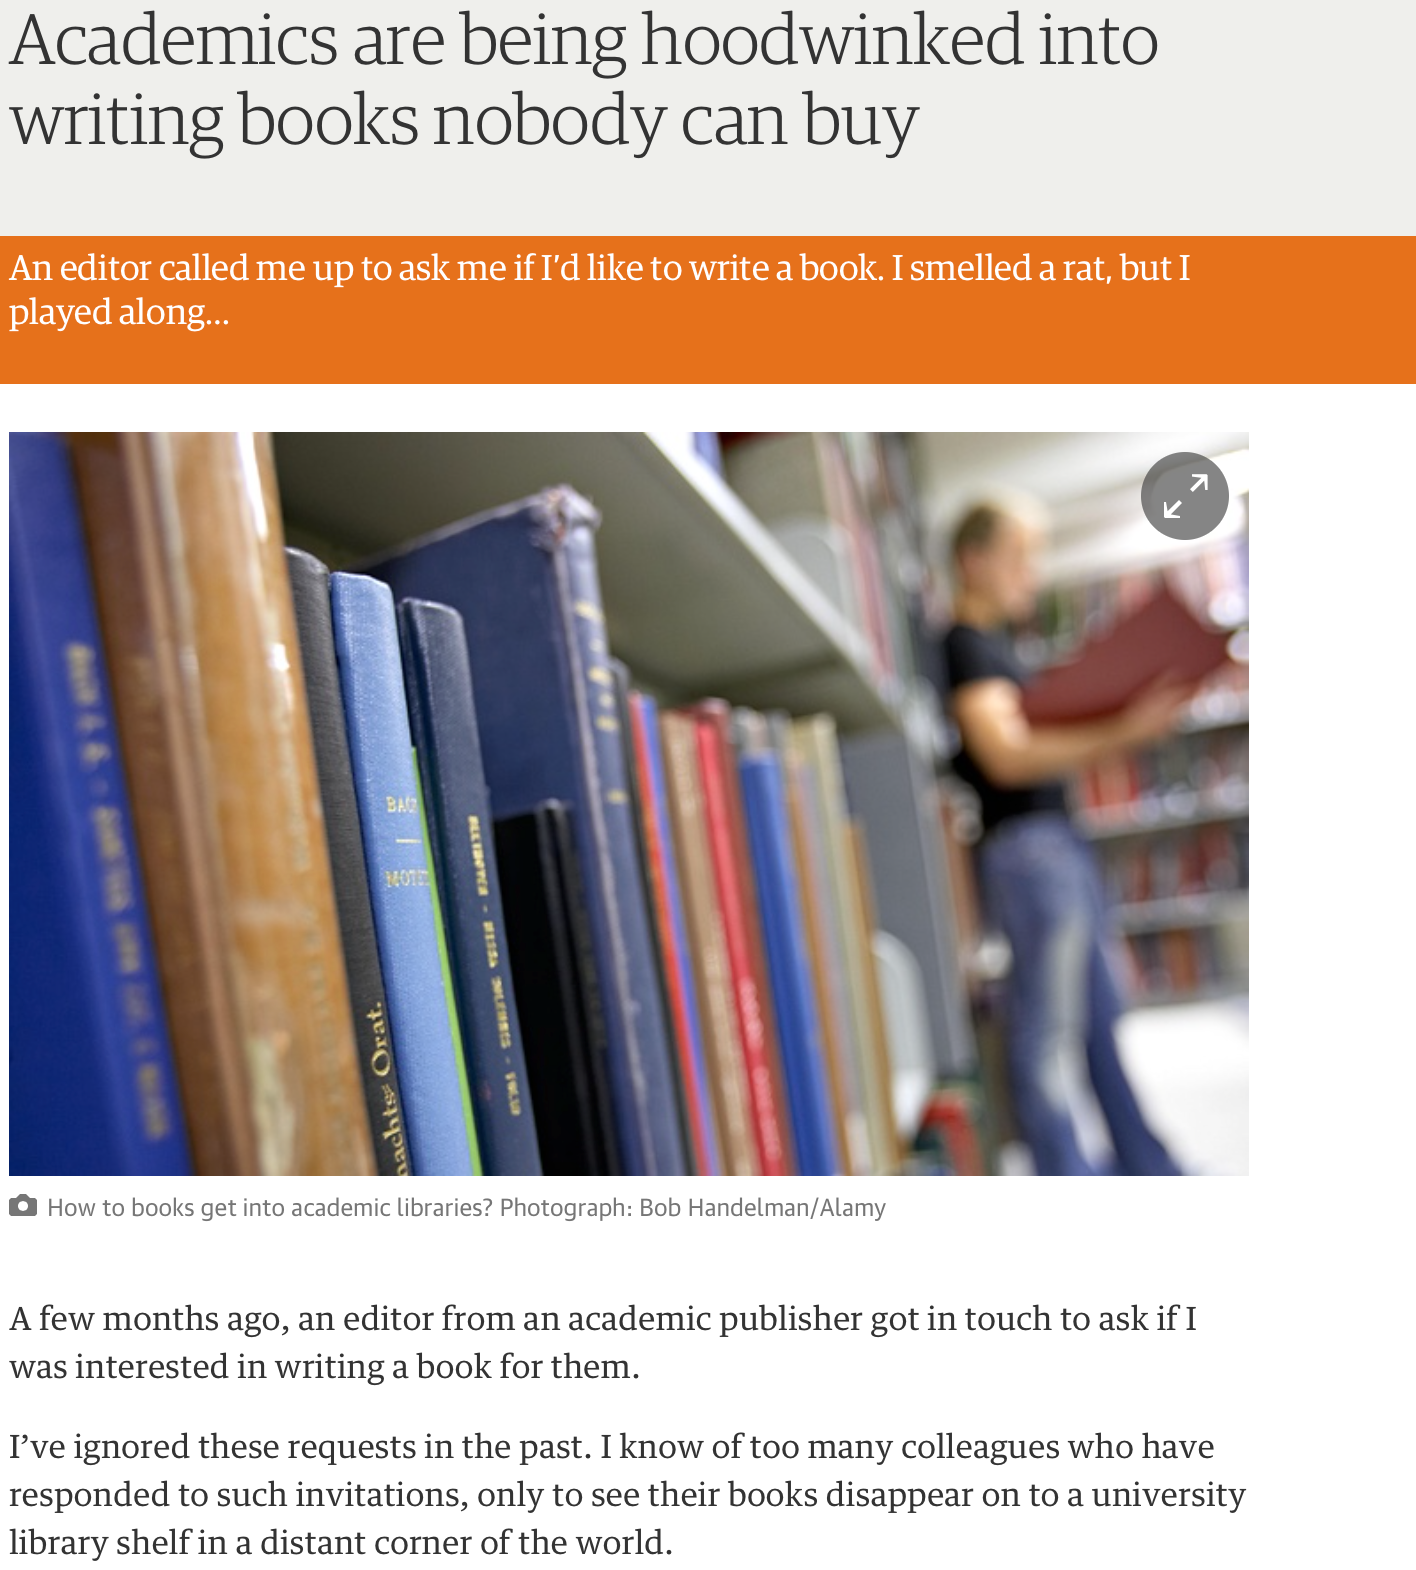 Academics are being hoodwinked into
writing books nobody can buy
An editor called me up to ask me if I'd like to write a book. I smelled a rat, but I
played along...
nachts= Orat.
How to books get into academic libraries? Photograph: Bob Handelman/Alamy
A few months ago, an editor from an academic publisher got in touch to ask if I
was interested in writing a book for them.
I've ignored these requests in the past. I know of too many colleagues who have
responded to such invitations, only to see their books disappear on to a university
library shelf in a distant corner of the world.